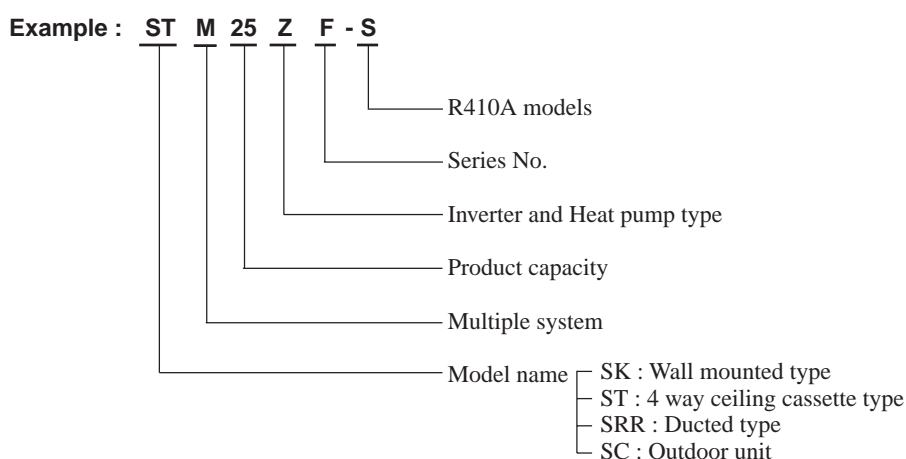 Example : ST M 25 Z F - S
R410A models
Series No.
Inverter and Heat pump type
Product capacity
Multiple system
Model name
SK : Wall mounted type
ST : 4 way ceiling cassette type
SRR : Ducted type
SC : Outdoor unit